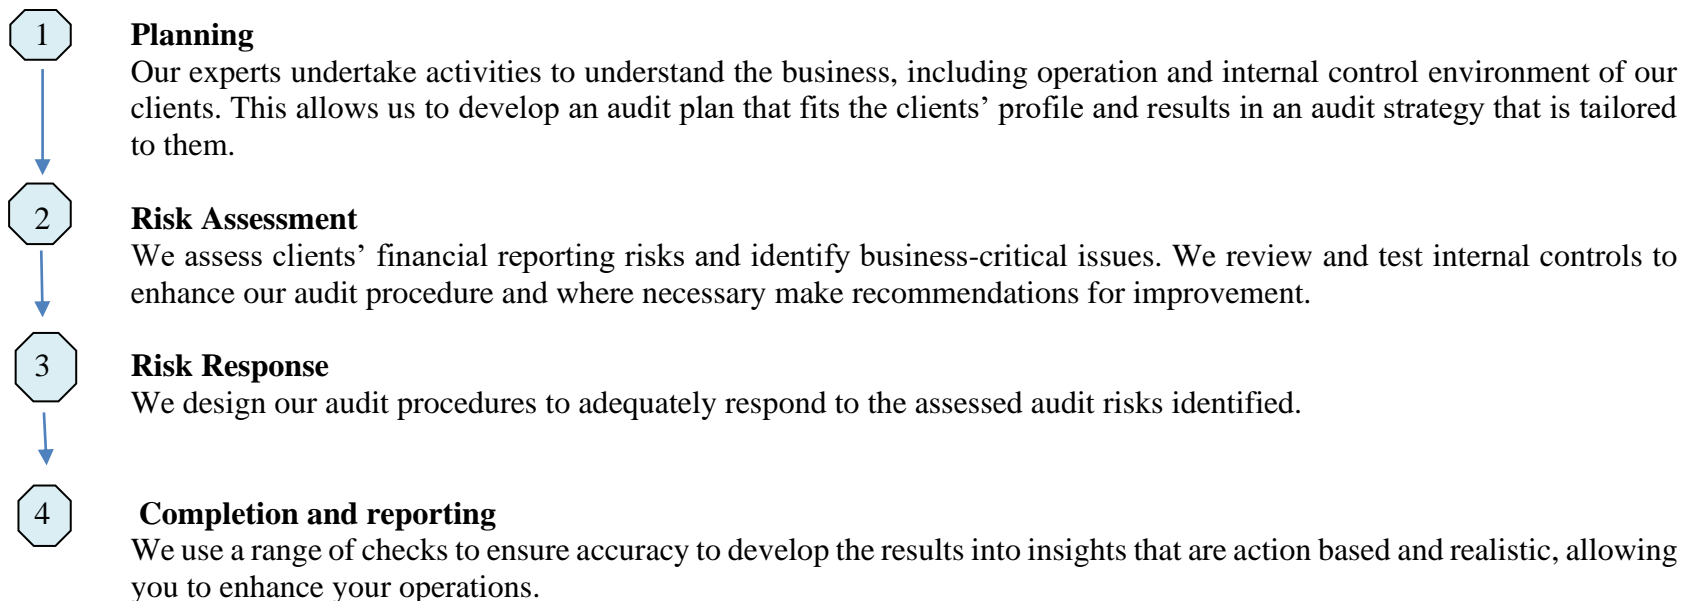 1
Planning
Our experts undertake activities to understand the business, including operation and internal control environment of our
clients. This allows us to develop an audit plan that fits the clients’ profile and results in an audit strategy that is tailored
to them.
2
Risk Assessment
We assess clients’ financial reporting risks and identify business-critical issues. We review and test internal controls to
enhance our audit procedure and where necessary make recommendations for improvement.
3
Risk Response
We design our audit procedures to adequately respond to the assessed audit risks identified.
4
Completion and reporting
We use a range of checks to ensure accuracy to develop the results into insights that are action based and realistic, allowing
you to enhance your operations.